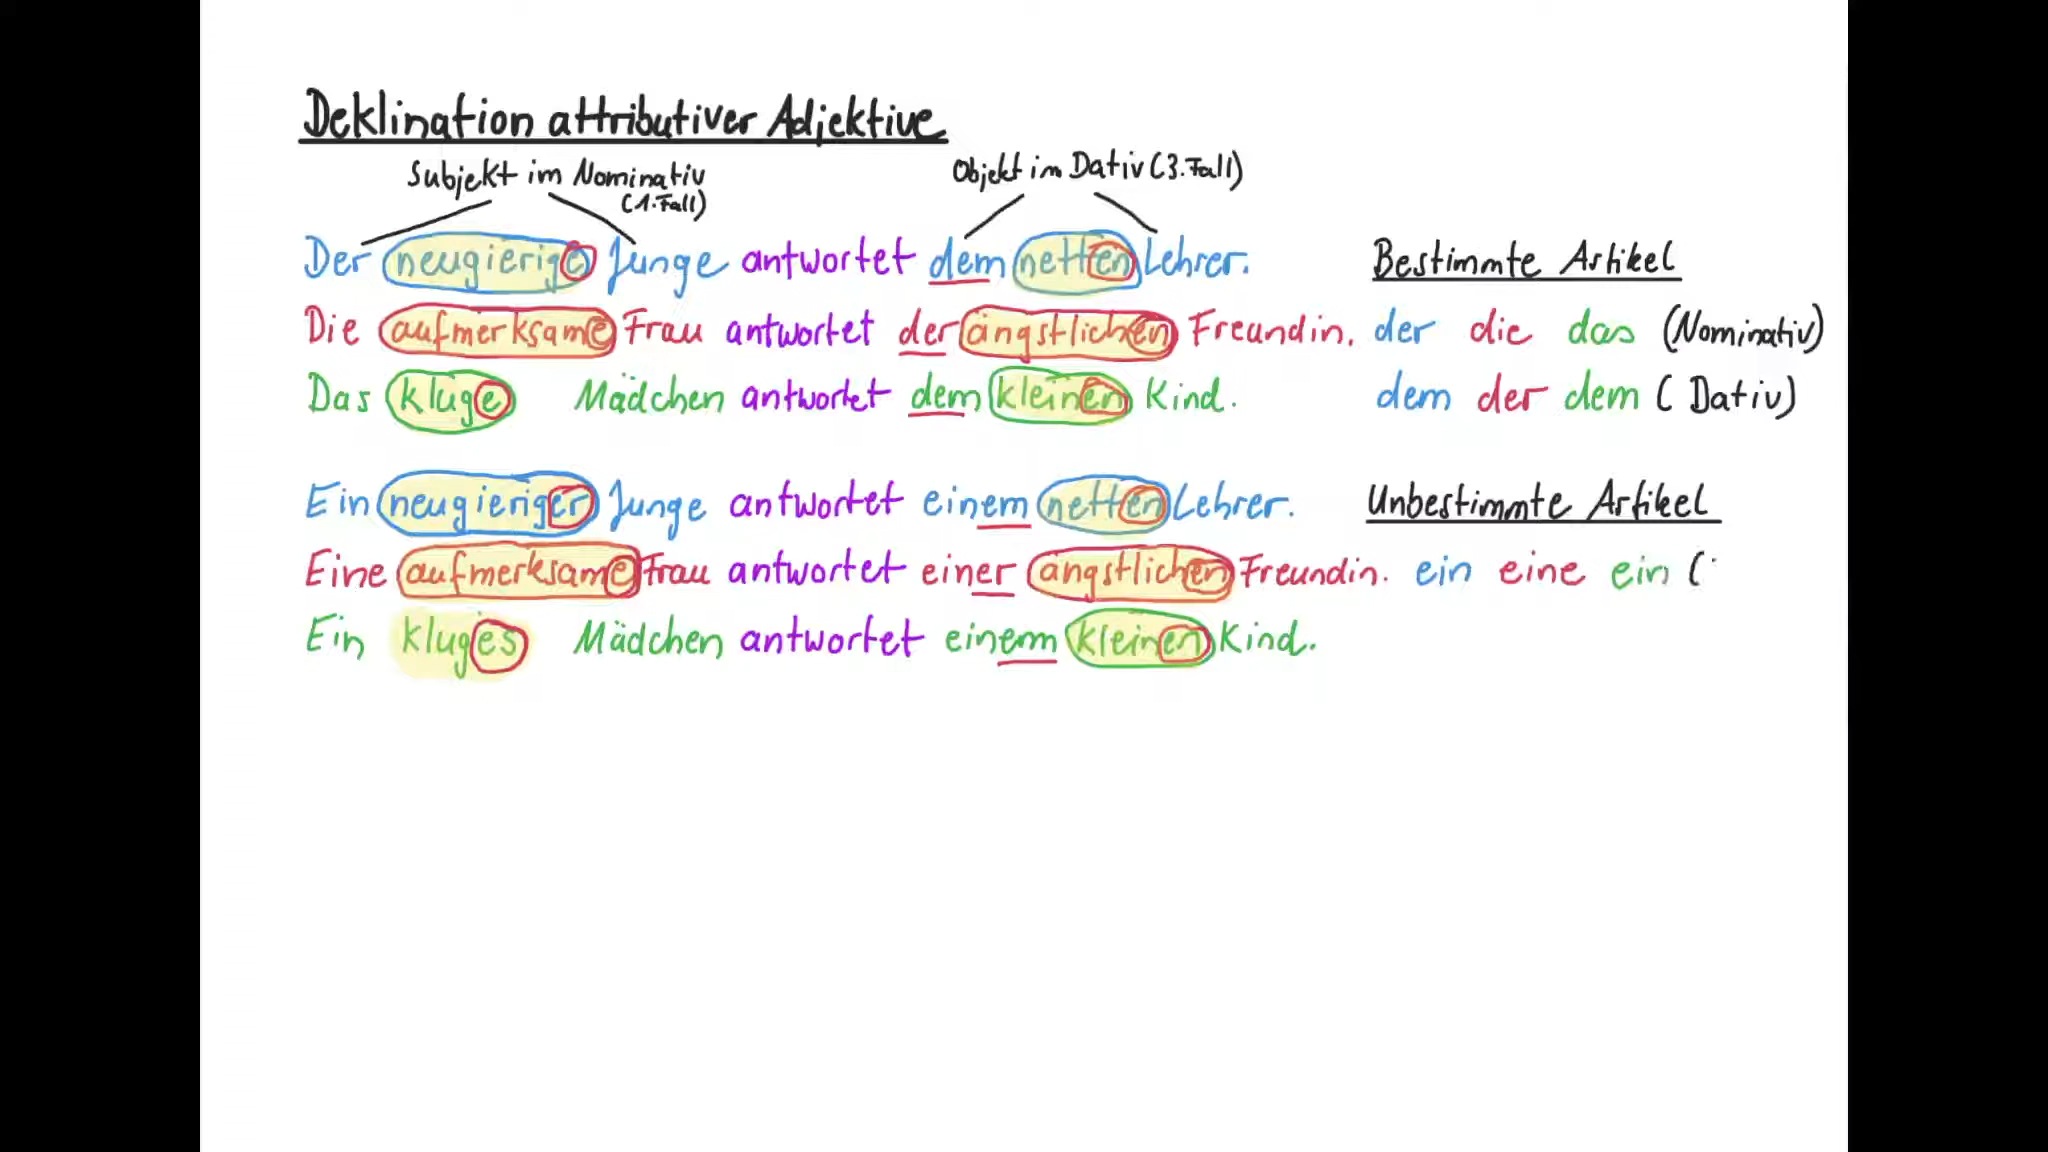 Deklination attributiver Adjektive
Subjekt im Nominativ
(1. Fall)
Objekt im Dativ (3. Fall)
Der neugierige Junge antwortet dem netten Lehrer.
Die aufmerksame Frau antwortet der ängstlichen Freundin.
Das kluge Mädchen antwortet dem kleinen Kind.
Bestimmte Artikel
der die das (Nominativ)
dem der dem (Dativ)
Ein neugieriger Junge antwortet einem netten Lehrer.
Eine aufmerksame Frau antwortet einer ängstlichen Freundin.
Ein kluges Mädchen antwortet einem kleinen Kind.
Unbestimmte Artikel
ein eine ein (